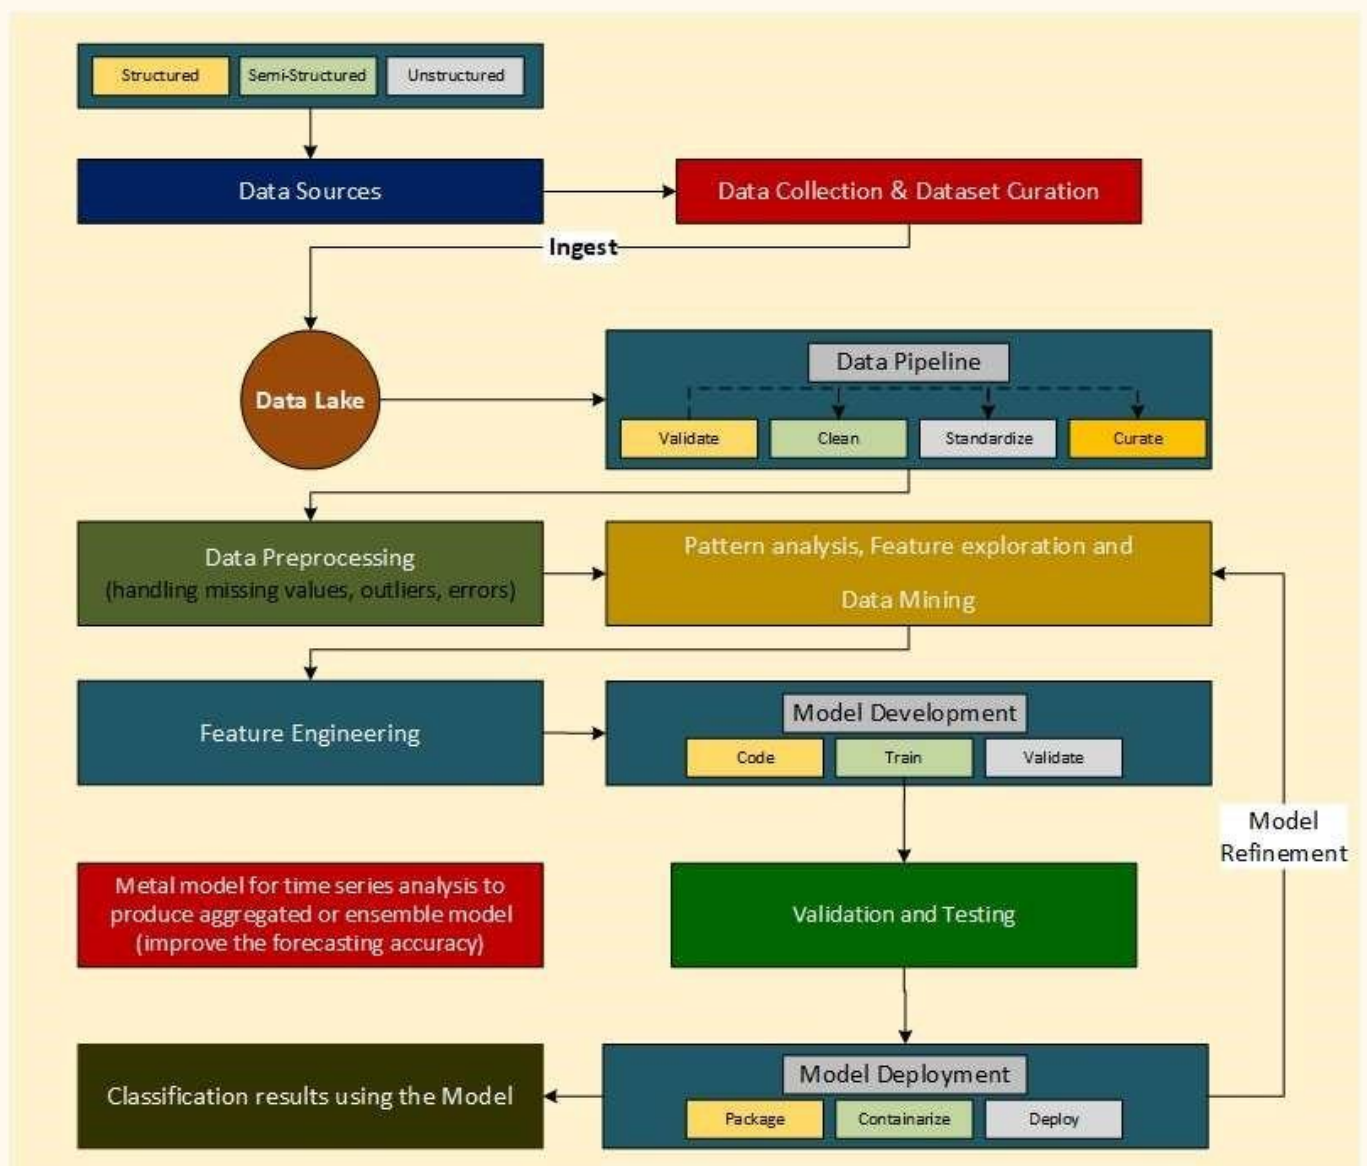 Structured
Semi-Structured
Unstructured
Data Sources
Data Collection & Dataset Curation
Ingest
Data Lake
Data Pipeline
Validate
Clean
Standardize
Curate
Data Preprocessing
(handling missing values, outliers, errors)
Pattern analysis, Feature exploration and
Data Mining
Feature Engineering
Model Development
Code
Train
Validate
Model
Refinement
Metal model for time series analysis to
produce aggregated or ensemble model
(improve the forecasting accuracy)
Validation and Testing
Classification results using the Model
Model Deployment
Package
Containarize
Deploy